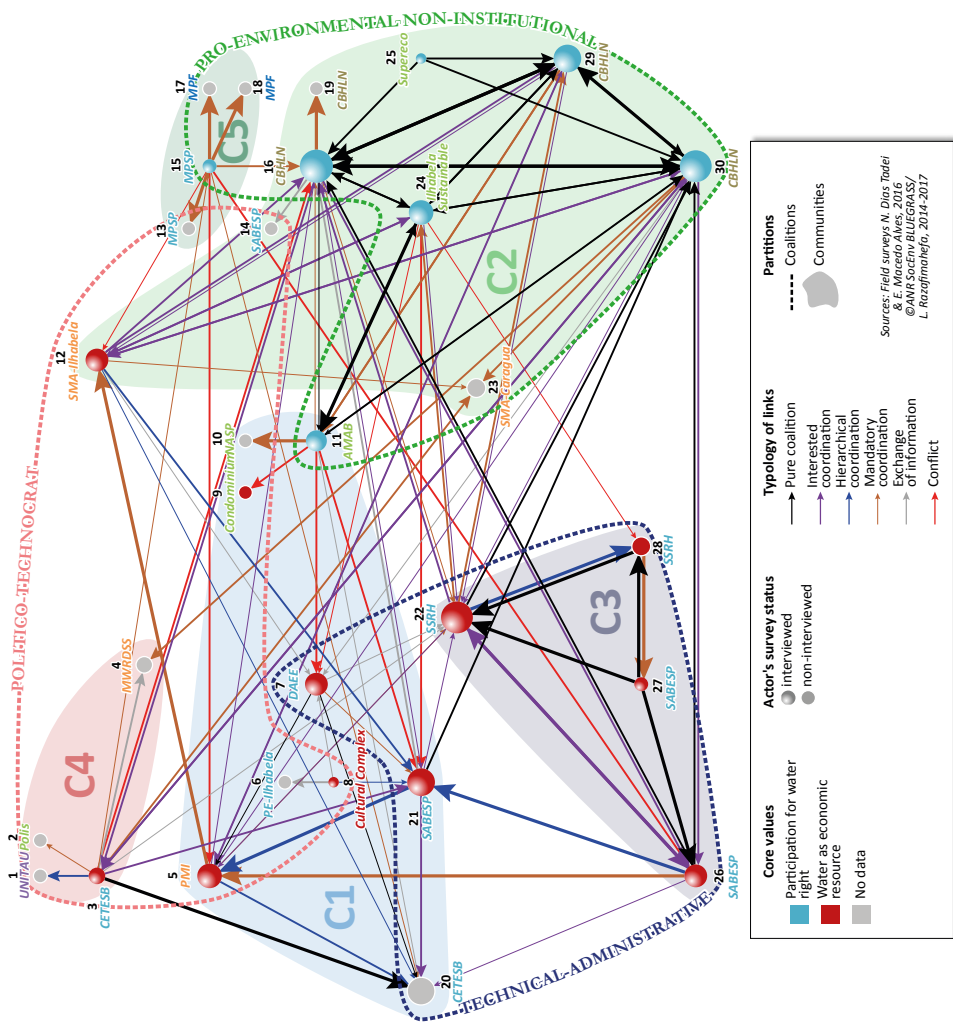 POLITICO-TECHNOCRAT
PRO-ENVIRONMENTAL NON-INSTITUTIONAL
TECHNICAL-ADMINISTRATIVE
C4
C5
C2
C1
C3
1
UNITAU
2
Pólis
3
CETESB
4
MWRDSS
5
PMI
6
P.E-Ilhabela
7
DAEE
8
Cultural Complex
9
Condominium
10
NASP
11
AMAB
12
SMA-Ilhabela
13
MPSP
14
SABESP
15
MPSP
16
CBHLN
17
MPF
18
MPF
19
CBHLN
20
CETESB
21
SABESP
22
SSRH
23
SMA-Caragua
24
Ilhabela
Sustainable
25
Supereco
26
SABESP
27
SABESP
28
SSRH
29
CBHLN
30
CBHLN
Core values
Participation for water
right
Water as economic
resource
No data
Actor's survey status
interviewed
non-interviewed
Typology of links
Pure coalition
Interested
coordination
Hierarchical
coordination
Mandatory
coordination
Exchange
of information
Conflict
Partitions
Coalitions
Communities
Sources: Field surveys N. Dias Tadei
& E. Macedo Alves, 2016
©ANR SocEnv BLUEGRASS/
L. Razafimahefa, 2014-2017